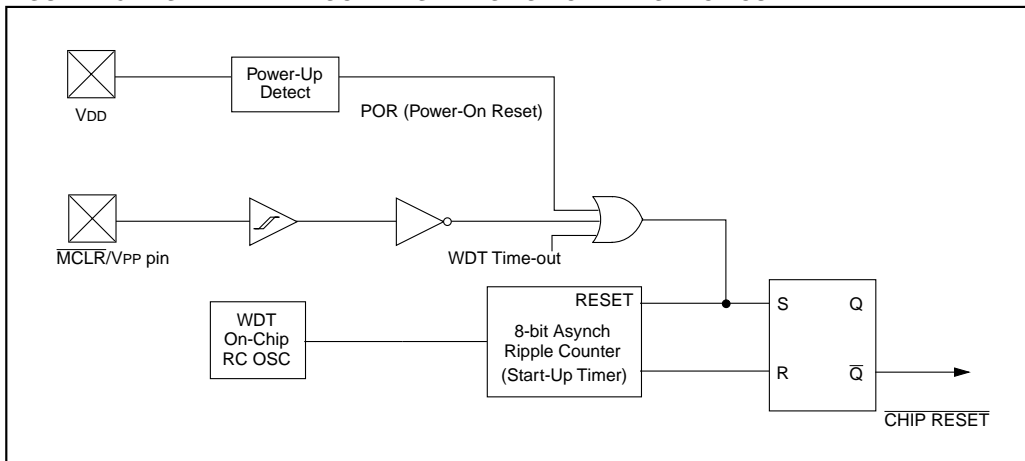 Power-Up
Detect
VDD
POR (Power-On Reset)
MCLR/VPP pin
WDT Time-out
WDT
On-Chip
RC OSC
RESET
8-bit Asynch
Ripple Counter
(Start-Up Timer)
S
Q
R
Q
CHIP RESET